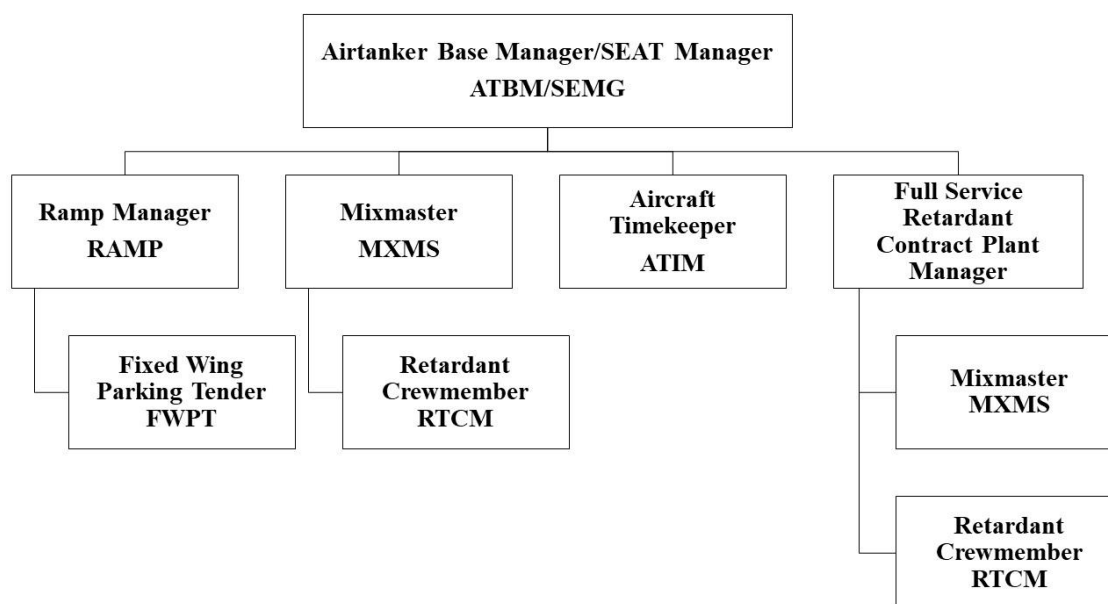 Airtanker Base Manager/SEAT Manager
ATBM/SEMG
Ramp Manager
RAMP
Mixmaster
MXMS
Aircraft
Timekeeper
ATIM
Full Service
Retardant
Contract Plant
Manager
Fixed Wing
Parking Tender
FWPT
Retardant
Crewmember
RTCM
Mixmaster
MXMS
Retardant
Crewmember
RTCM